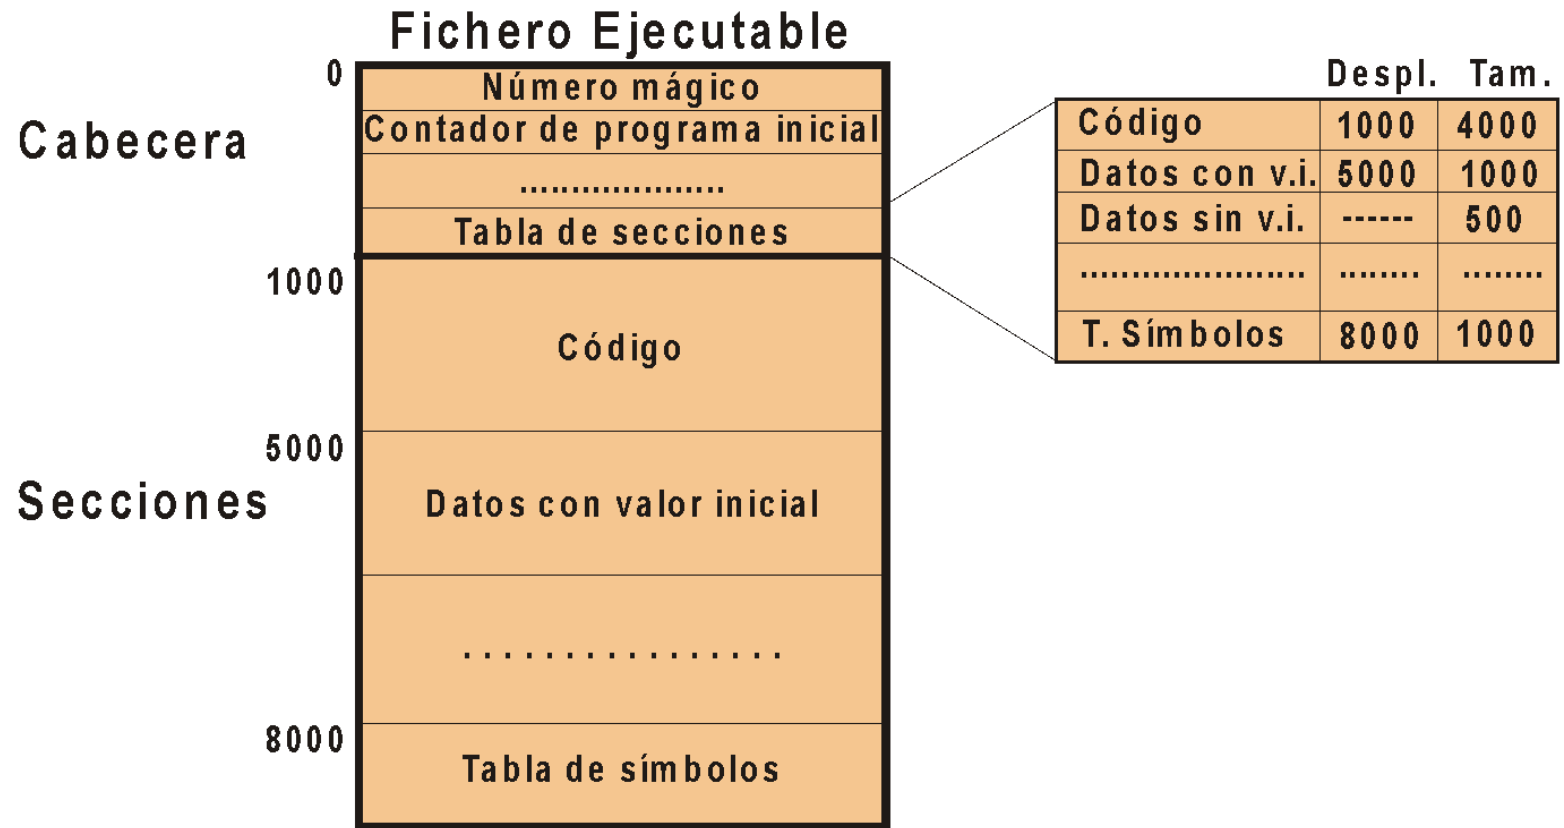 Fichero Ejecutable
0
Número mágico
Cabecera
Contador de programa inicial
....................
Tabla de secciones
1000
Código
5000
Secciones
Datos con valor inicial
. . . . . . . . . . . . . . . .
8000
Tabla de símbolos
Despl. Tam.
Código 1000 4000
Datos con v.i. 5000 1000
Datos sin v.i. ------ 500
...................... ........ ........
T. Símbolos 8000 1000